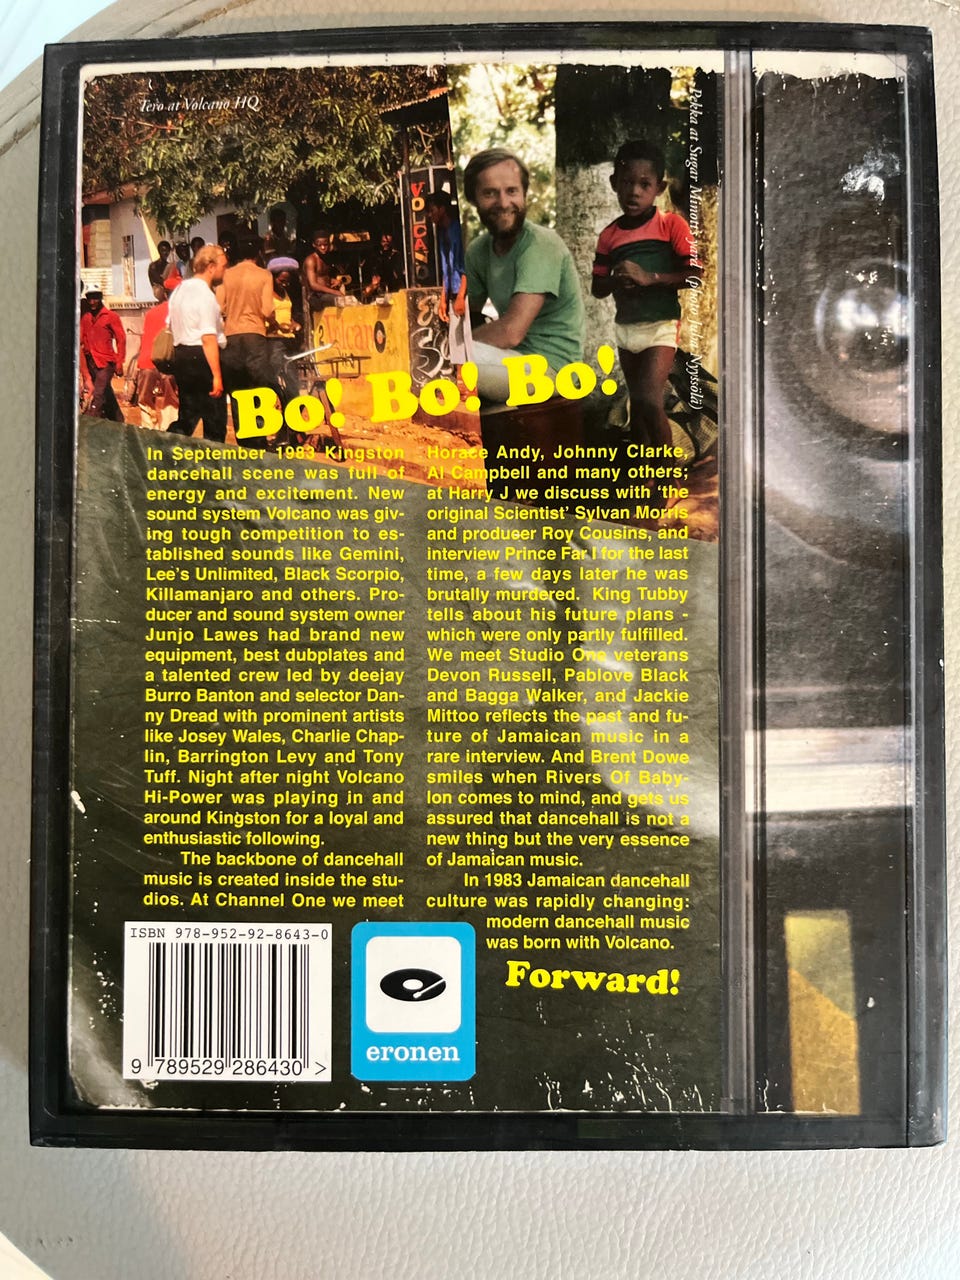 Tero at Volcano HQ
Pekka at Sugar Minott's yard (photo Juha Nyyssölä)
VOLCANO
Volcano
Bo! Bo! Bo!
In September 1983 Kingston
dancehall scene was full of
energy and excitement. New
sound system Volcano was giv-
ing tough competition to es-
tablished sounds like Gemini,
Lee's Unlimited, Black Scorpio,
Killamanjaro and others. Pro-
ducer and sound system owner
Junjo Lawes had brand new
equipment, best dubplates and
a talented crew led by deejay
Burro Banton and selector Dan-
ny Dread with prominent artists
like Josey Wales, Charlie Chap-
lin, Barrington Levy and Tony
Tuff. Night after night Volcano
Hi-Power was playing in and
around Kingston for a loyal and
enthusiastic following.
The backbone of dancehall
music is created inside the stu-
dios. At Channel One we meet
Horace Andy, Johnny Clarke,
Al Campbell and many others;
at Harry J we discuss with 'the
original Scientist' Sylvan Morris
and producer Roy Cousins, and
interview Prince Far I for the last
time, a few days later he was
brutally murdered. King Tubby
tells about his future plans -
which were only partly fulfilled.
We meet Studio One veterans
Devon Russell, Pablove Black
and Bagga Walker, and Jackie
Mittoo reflects the past and fu-
ture of Jamaican music in a
rare interview. And Brent Dowe
smiles when Rivers Of Baby-
lon comes to mind, and gets us
assured that dancehall is not a
new thing but the very essence
of Jamaican music.
In 1983 Jamaican dancehall
culture was rapidly changing:
modern dancehall music
was born with Volcano.
Forward!
ISBN 978-952-92-8643-0
9 789529 286430 >
eronen